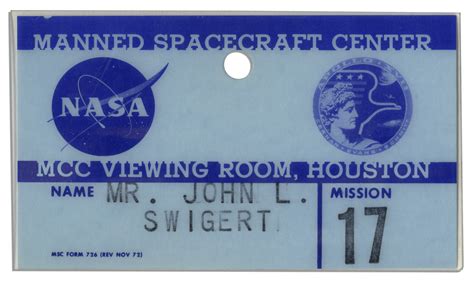 MANNED SPACECRAFT CENTER
NASA
MCC VIEWING ROOM, HOUSTON
NAME MR. JOHN L. SWIGERT
MISSION 17
MSC FORM 726 (REV NOV 72)